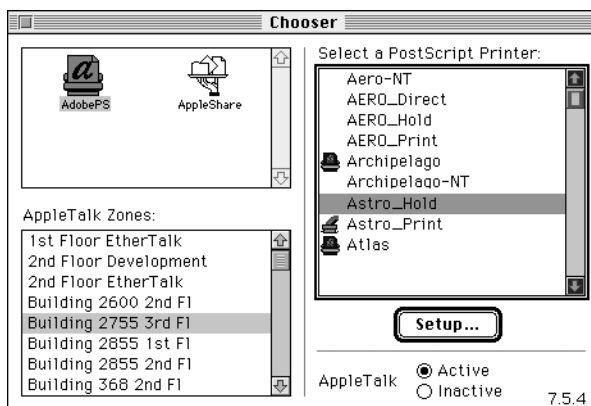 Chooser
AdobePS
AppleShare
AppleTalk Zones:
1st Floor EtherTalk
2nd Floor Development
2nd Floor EtherTalk
Building 2600 2nd Fl
Building 2755 3rd Fl
Building 2855 1st Fl
Building 2855 2nd Fl
Building 368 2nd Fl
Select a PostScript Printer:
Aero-NT
AERO_Direct
AERO_Hold
AERO_Print
Archipelago
Archipelago-NT
Astro_Hold
Astro_Print
Atlas
Setup...
AppleTalk
Active
Inactive
7.5.4